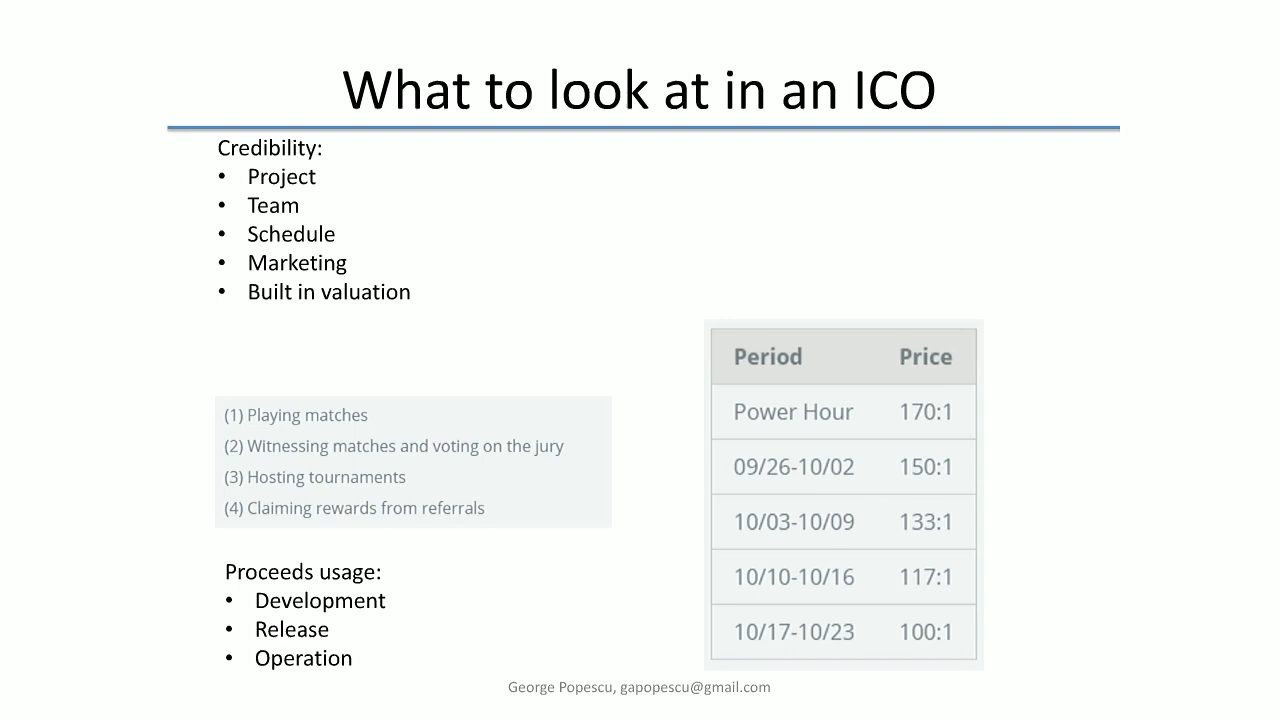 What to look at in an ICO
Credibility:
• Project
• Team
• Schedule
• Marketing
• Built in valuation
(1) Playing matches
(2) Witnessing matches and voting on the jury
(3) Hosting tournaments
(4) Claiming rewards from referrals
Proceeds usage:
• Development
• Release
• Operation
Period Price
Power Hour 170:1
09/26-10/02 150:1
10/03-10/09 133:1
10/10-10/16 117:1
10/17-10/23 100:1
George Popescu, gapopescu@gmail.com